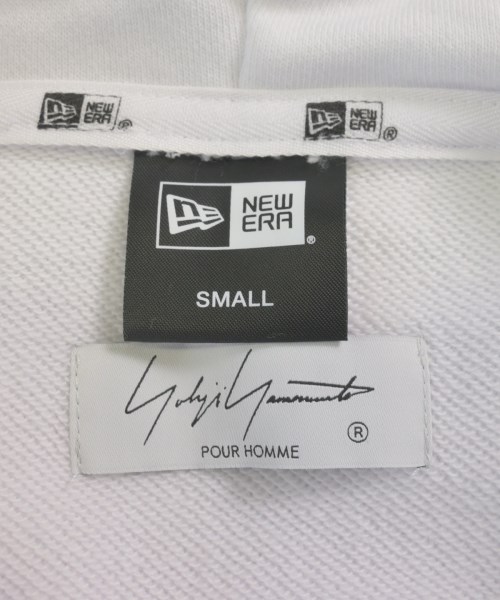 NEW ERA®
NEW ERA®
NEW
ERA®
SMALL
Yohji Yamamoto
®
POUR HOMME